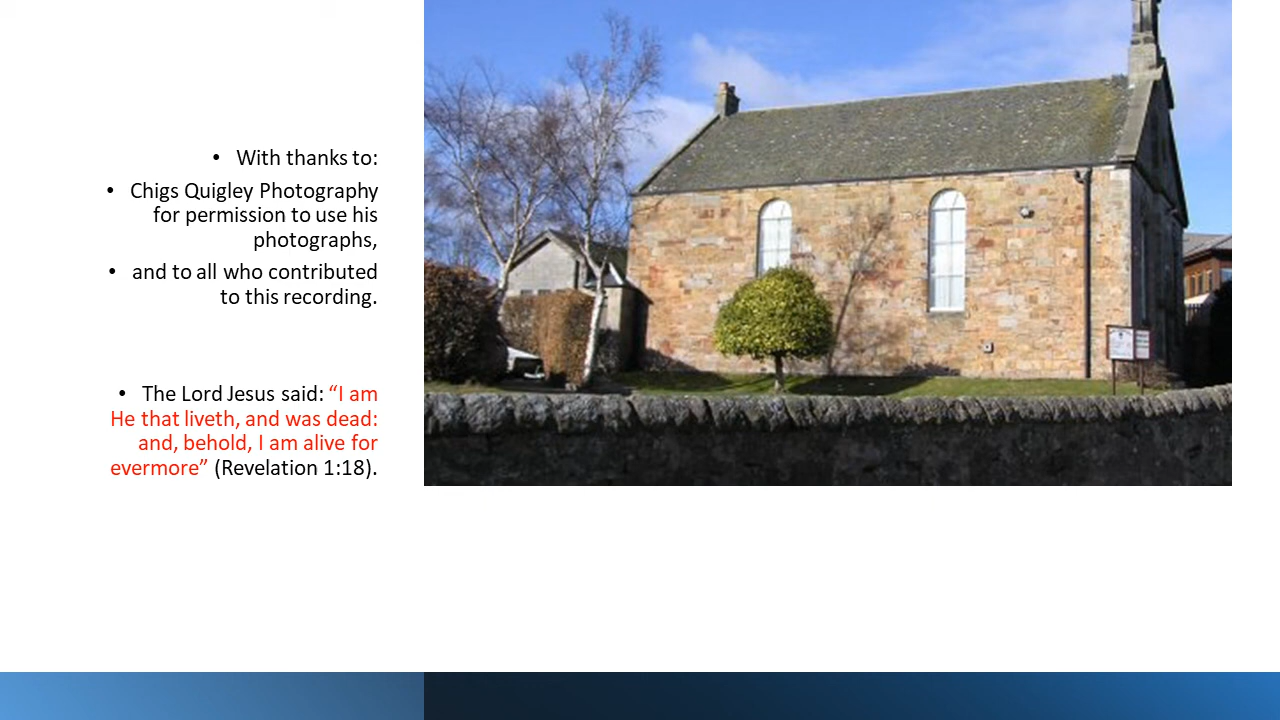 • With thanks to:
• Chigs Quigley Photography
for permission to use his
photographs,
• and to all who contributed
to this recording.
• The Lord Jesus said: “I am
He that liveth, and was dead:
and, behold, I am alive for
evermore” (Revelation 1:18).